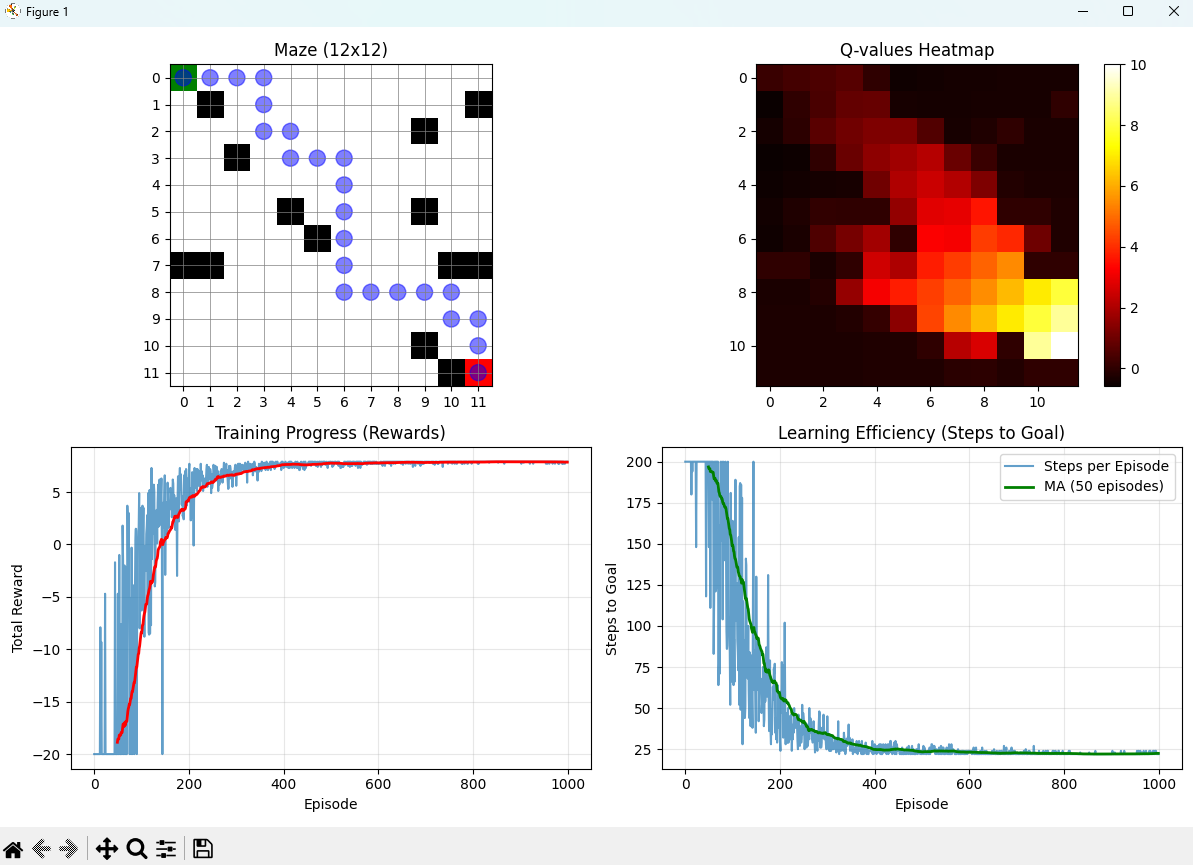 Figure 1
Maze (12x12)
0
1
2
3
4
5
6
7
8
9
10
11
0 1 2 3 4 5 6 7 8 9 10 11
Q-values Heatmap
0
2
4
6
8
10
0 2 4 6 8 10
10
8
6
4
2
0
Training Progress (Rewards)
Total Reward
5
0
−5
−10
−15
−20
0 200 400 600 800 1000
Episode
Learning Efficiency (Steps to Goal)
Steps to Goal
200
175
150
125
100
75
50
25
Steps per Episode
MA (50 episodes)
0 200 400 600 800 1000
Episode